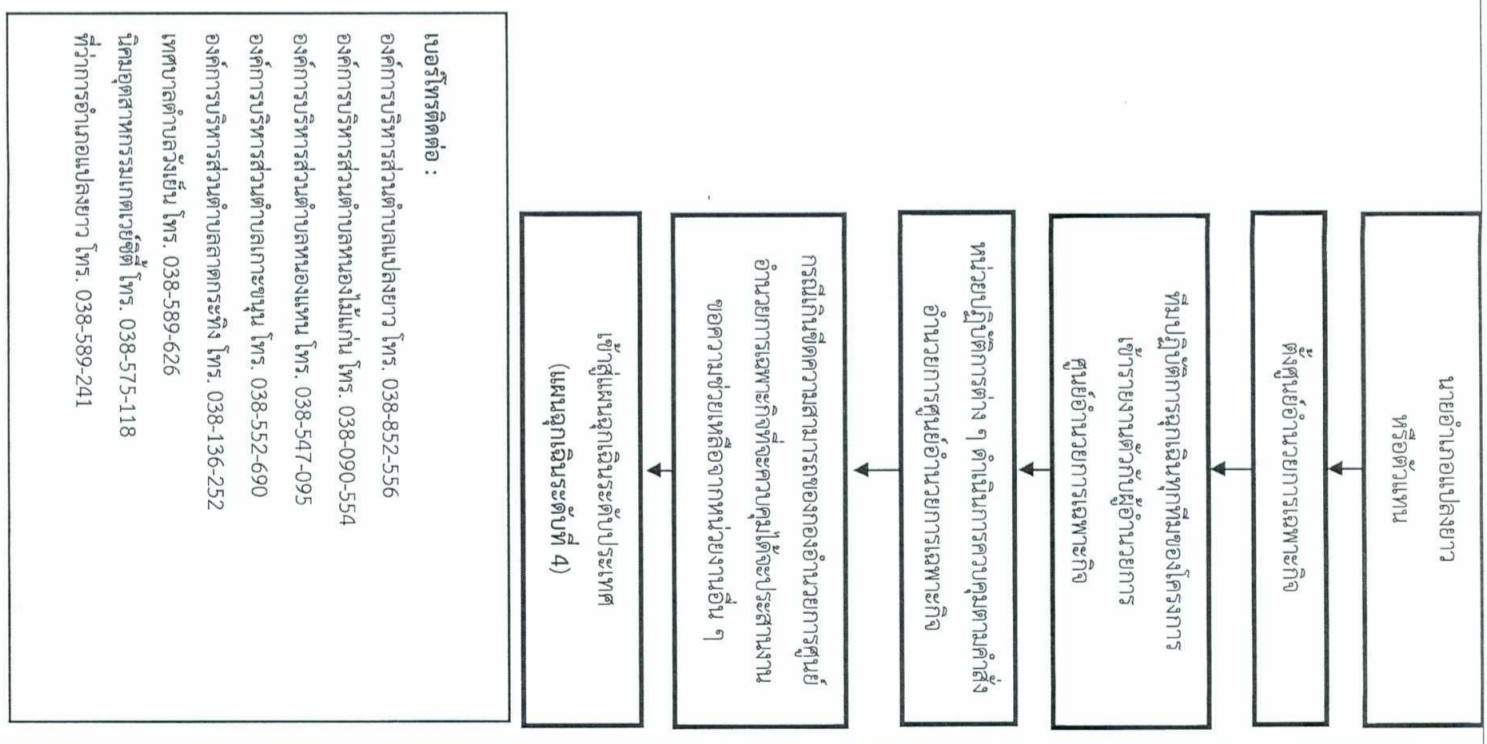 นายอำเภอแปลงยาว
หรือตัวแทน
ตั้งศูนย์อำนวยการเฉพาะกิจ
ทีมปฏิบัติการฉุกเฉินทุกทีมของโครงการ
เข้ารายงานตัวกับผู้อำนวยการ
ศูนย์อำนวยการเฉพาะกิจ
หน่วยปฏิบัติการต่าง ๆ ดำเนินการควบคุมตามคำสั่ง
อำนวยการศูนย์อำนวยการเฉพาะกิจ
กรณีเกินขีดความสามารถของกองอำนวยการศูนย์
อำนวยการเฉพาะกิจที่จะควบคุมได้จะประสานงาน
ขอความช่วยเหลือจากหน่วยงานอื่น ๆ
เข้าสู่แผนฉุกเฉินระดับประเทศ
(แผนฉุกเฉินระดับที่ 4)
เบอร์โทรติดต่อ :
องค์การบริหารส่วนตำบลแปลงยาว โทร. 038-852-556
องค์การบริหารส่วนตำบลหนองไม้แก่น โทร. 038-090-554
องค์การบริหารส่วนตำบลหนองแหน โทร. 038-547-095
องค์การบริหารส่วนตำบลเกาะขนุน โทร. 038-552-690
องค์การบริหารส่วนตำบลลาดกระทิง โทร. 038-136-252
เทศบาลตำบลวังเย็น โทร. 038-589-626
นิคมอุตสาหกรรมเกตเวย์ซิตี้ โทร. 038-575-118
ที่ว่าการอำเภอแปลงยาว โทร. 038-589-241